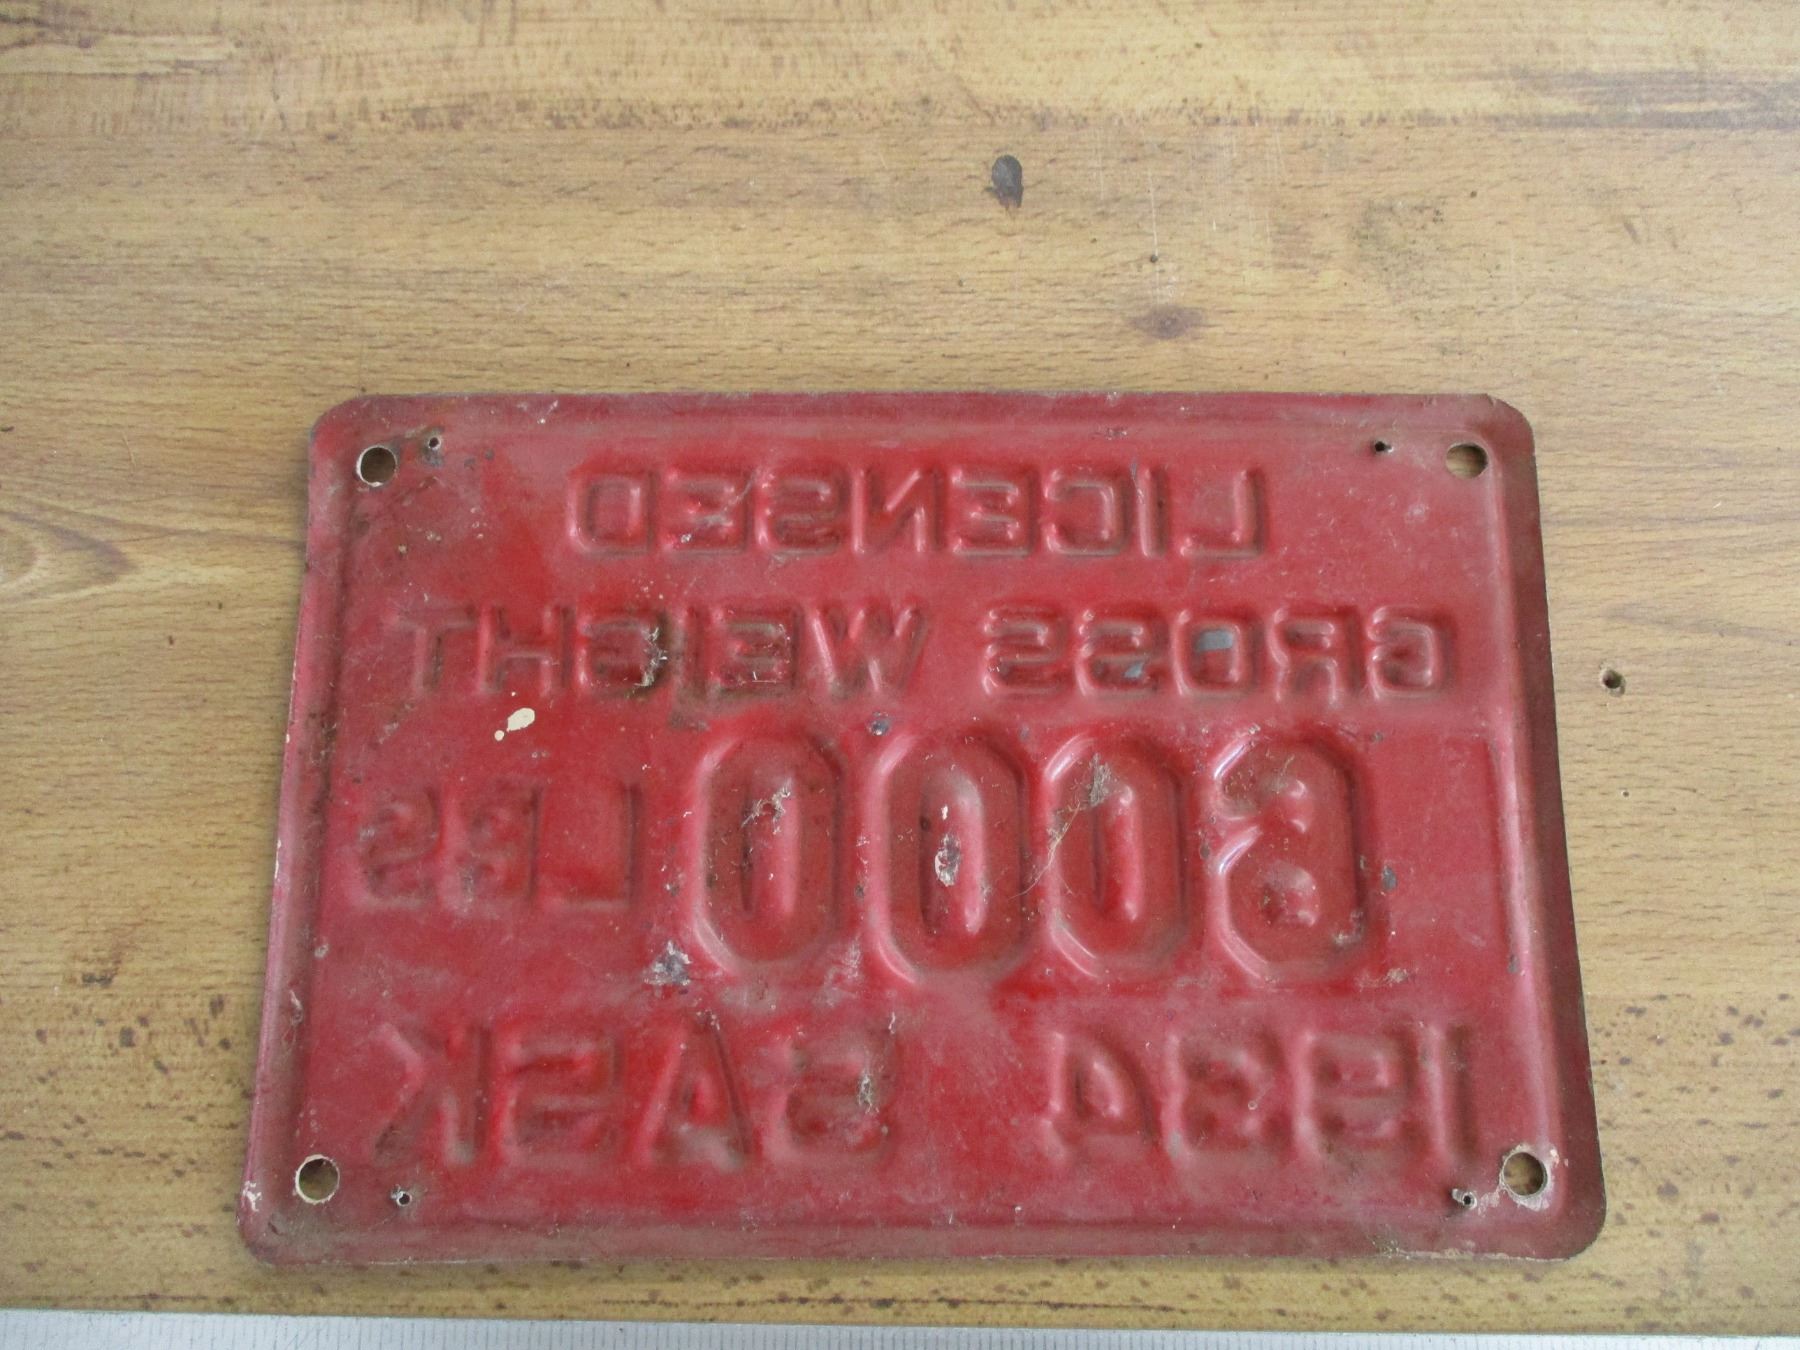 LICENSED
GROSS WEIGHT
6000 LBS
1934 SASK